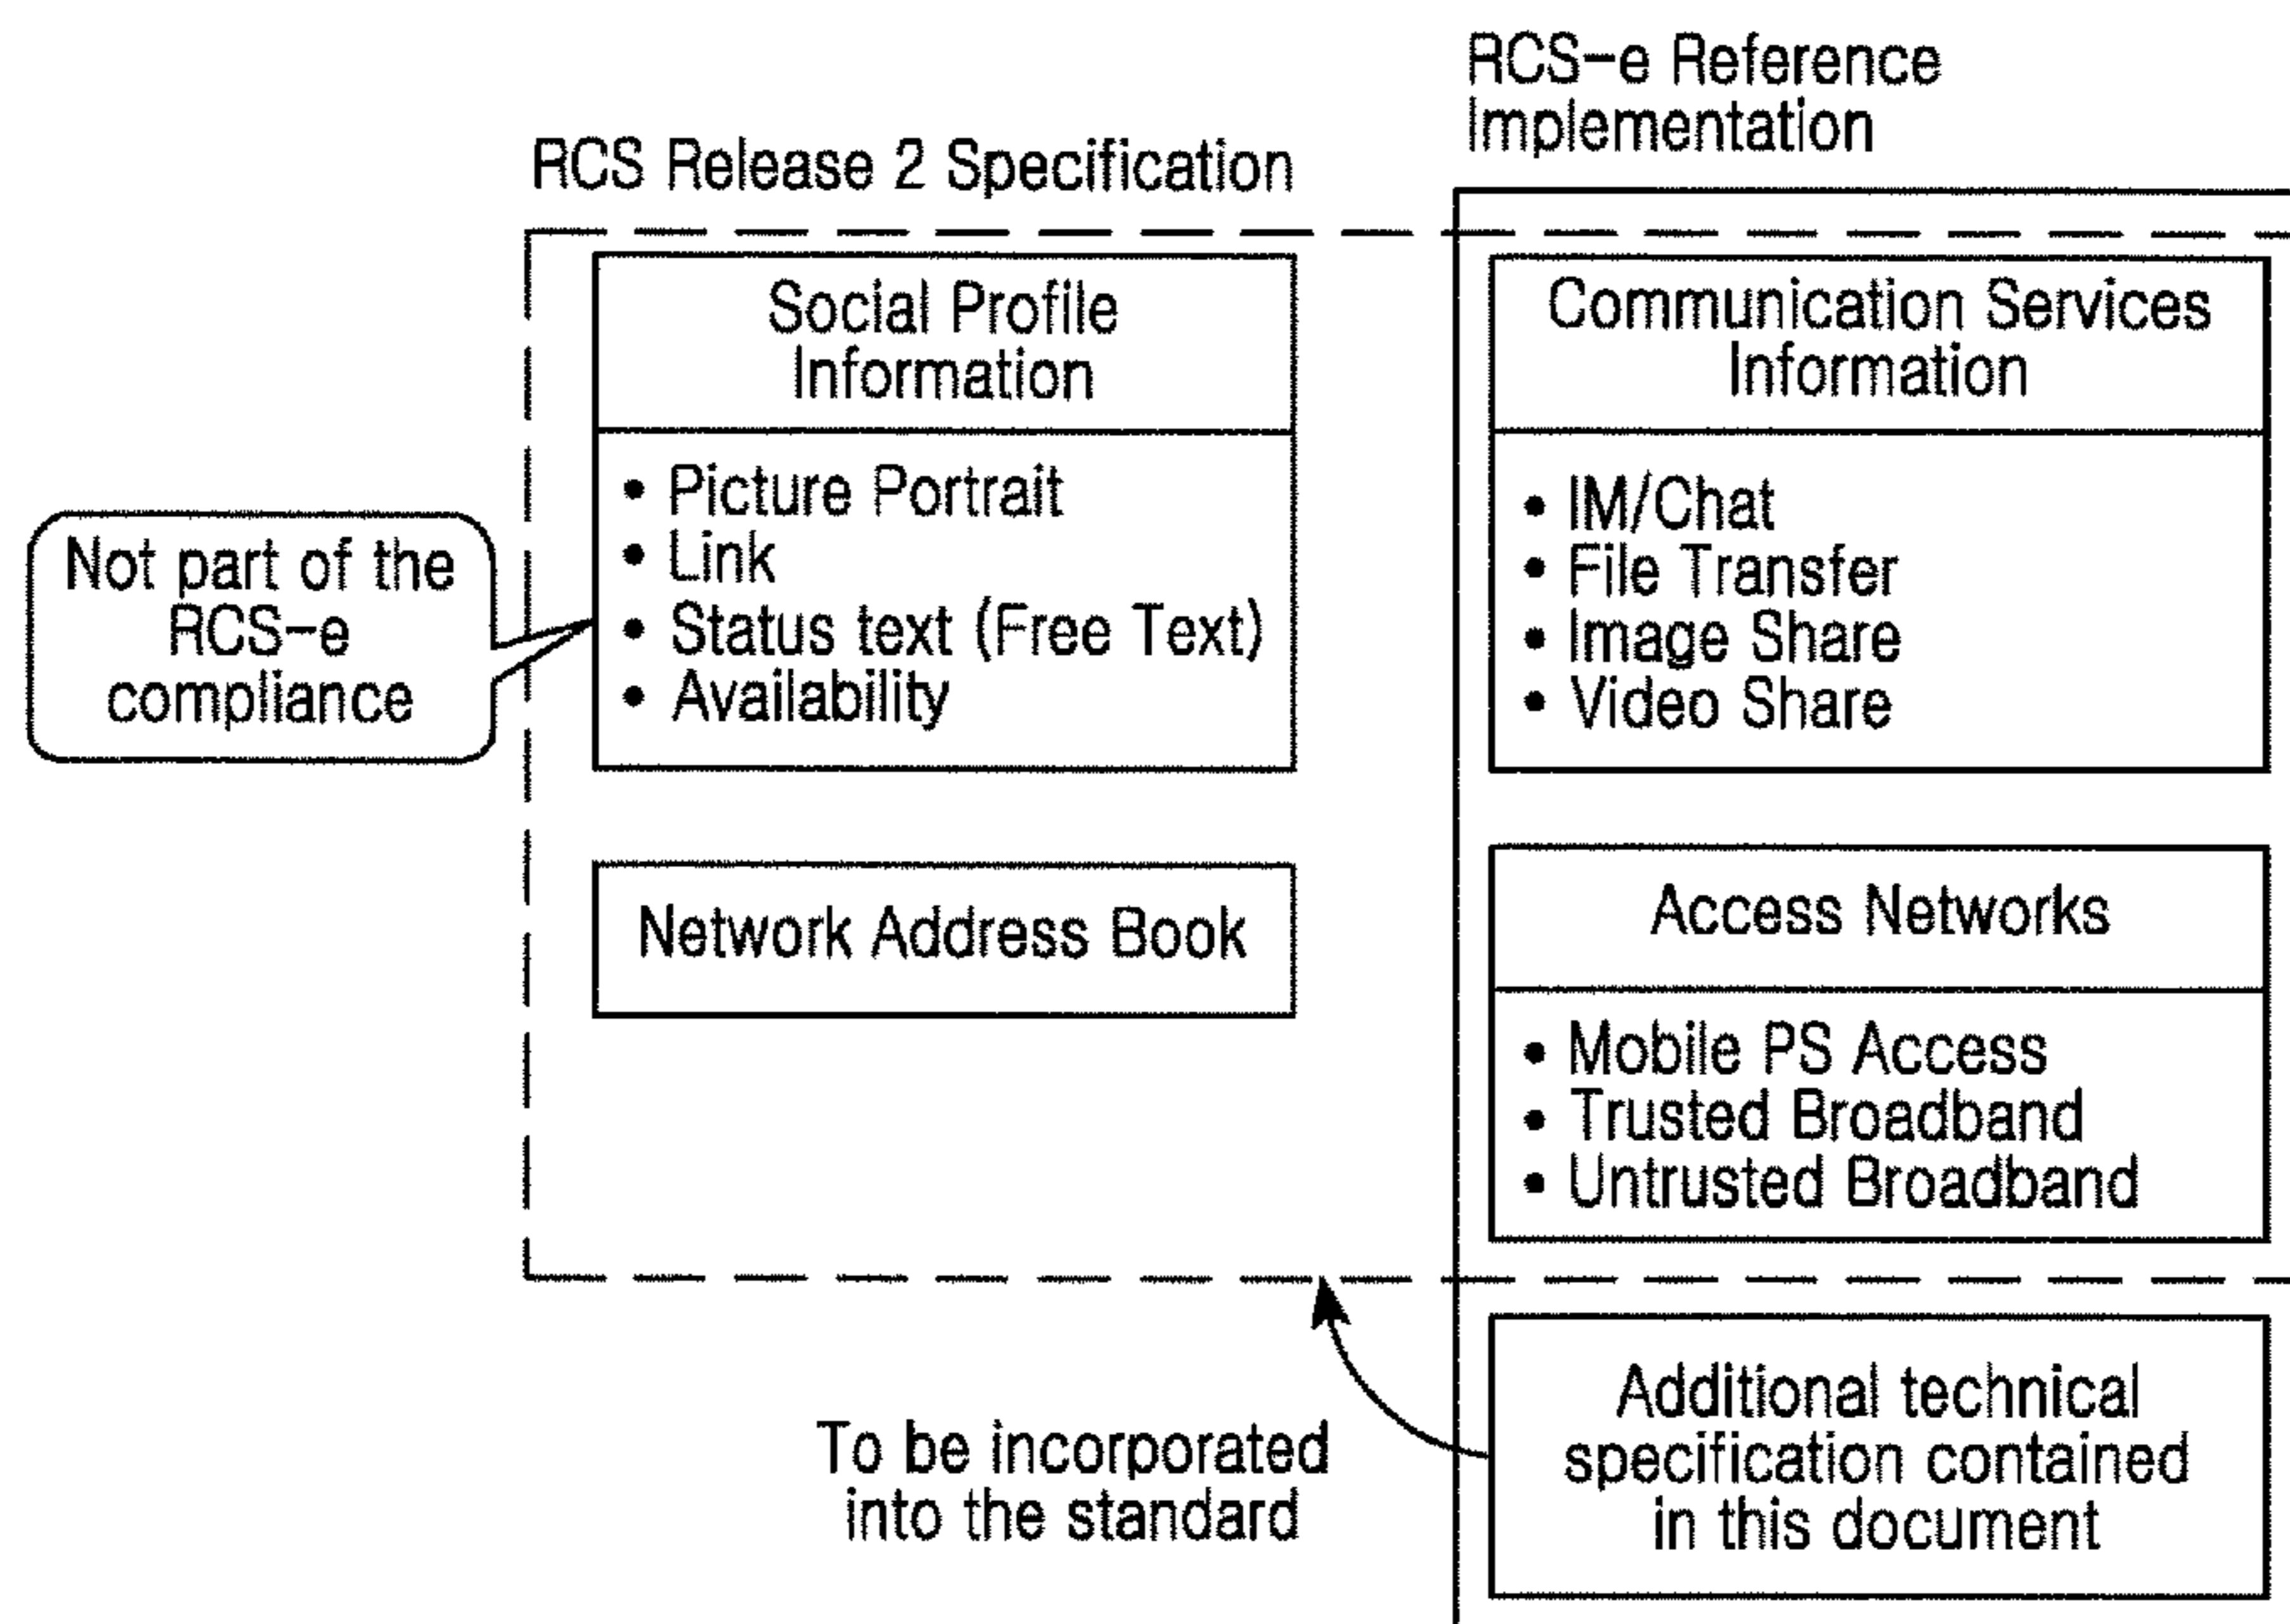 RCS-e Reference
Implementation
RCS Release 2 Specification
Social Profile
Information
• Picture Portrait
• Link
• Status text (Free Text)
• Availability
Not part of the
RCS-e
compliance
Network Address Book
Communication Services
Information
• IM/Chat
• File Transfer
• Image Share
• Video Share
Access Networks
• Mobile PS Access
• Trusted Broadband
• Untrusted Broadband
To be incorporated
into the standard
Additional technical
specification contained
in this document